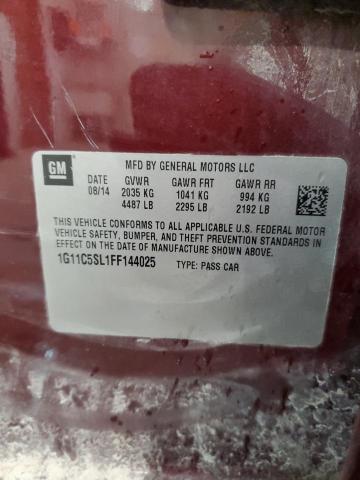 GM
MFD BY GENERAL MOTORS LLC
DATE GVWR GAWR FRT GAWR RR
08/14 2035 KG 1041 KG 994 KG
4487 LB 2295 LB 2192 LB
THIS VEHICLE CONFORMS TO ALL APPLICABLE U.S. FEDERAL MOTOR
VEHICLE SAFETY, BUMPER, AND THEFT PREVENTION STANDARDS IN
EFFECT ON THE DATE OF MANUFACTURE SHOWN ABOVE.
1G11C5SL1FF144025 TYPE: PASS CAR